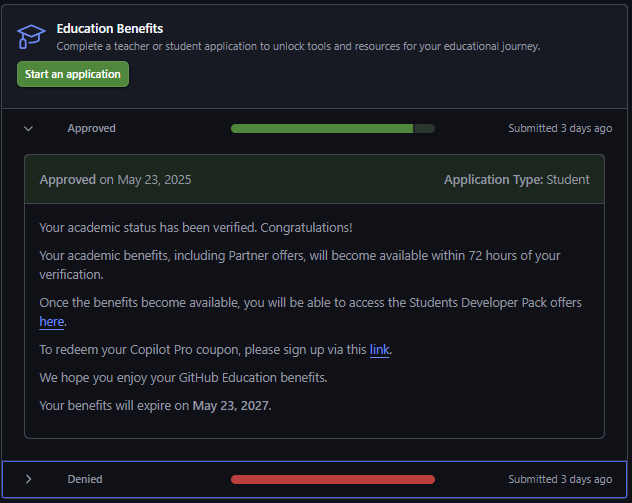 Education Benefits
Complete a teacher or student application to unlock tools and resources for your educational journey.
Start an application
Approved
Submitted 3 days ago
Approved on May 23, 2025
Application Type: Student
Your academic status has been verified. Congratulations!
Your academic benefits, including Partner offers, will become available within 72 hours of your
verification.
Once the benefits become available, you will be able to access the Students Developer Pack offers
here.
To redeem your Copilot Pro coupon, please sign up via this link.
We hope you enjoy your GitHub Education benefits.
Your benefits will expire on May 23, 2027.
Denied
Submitted 3 days ago